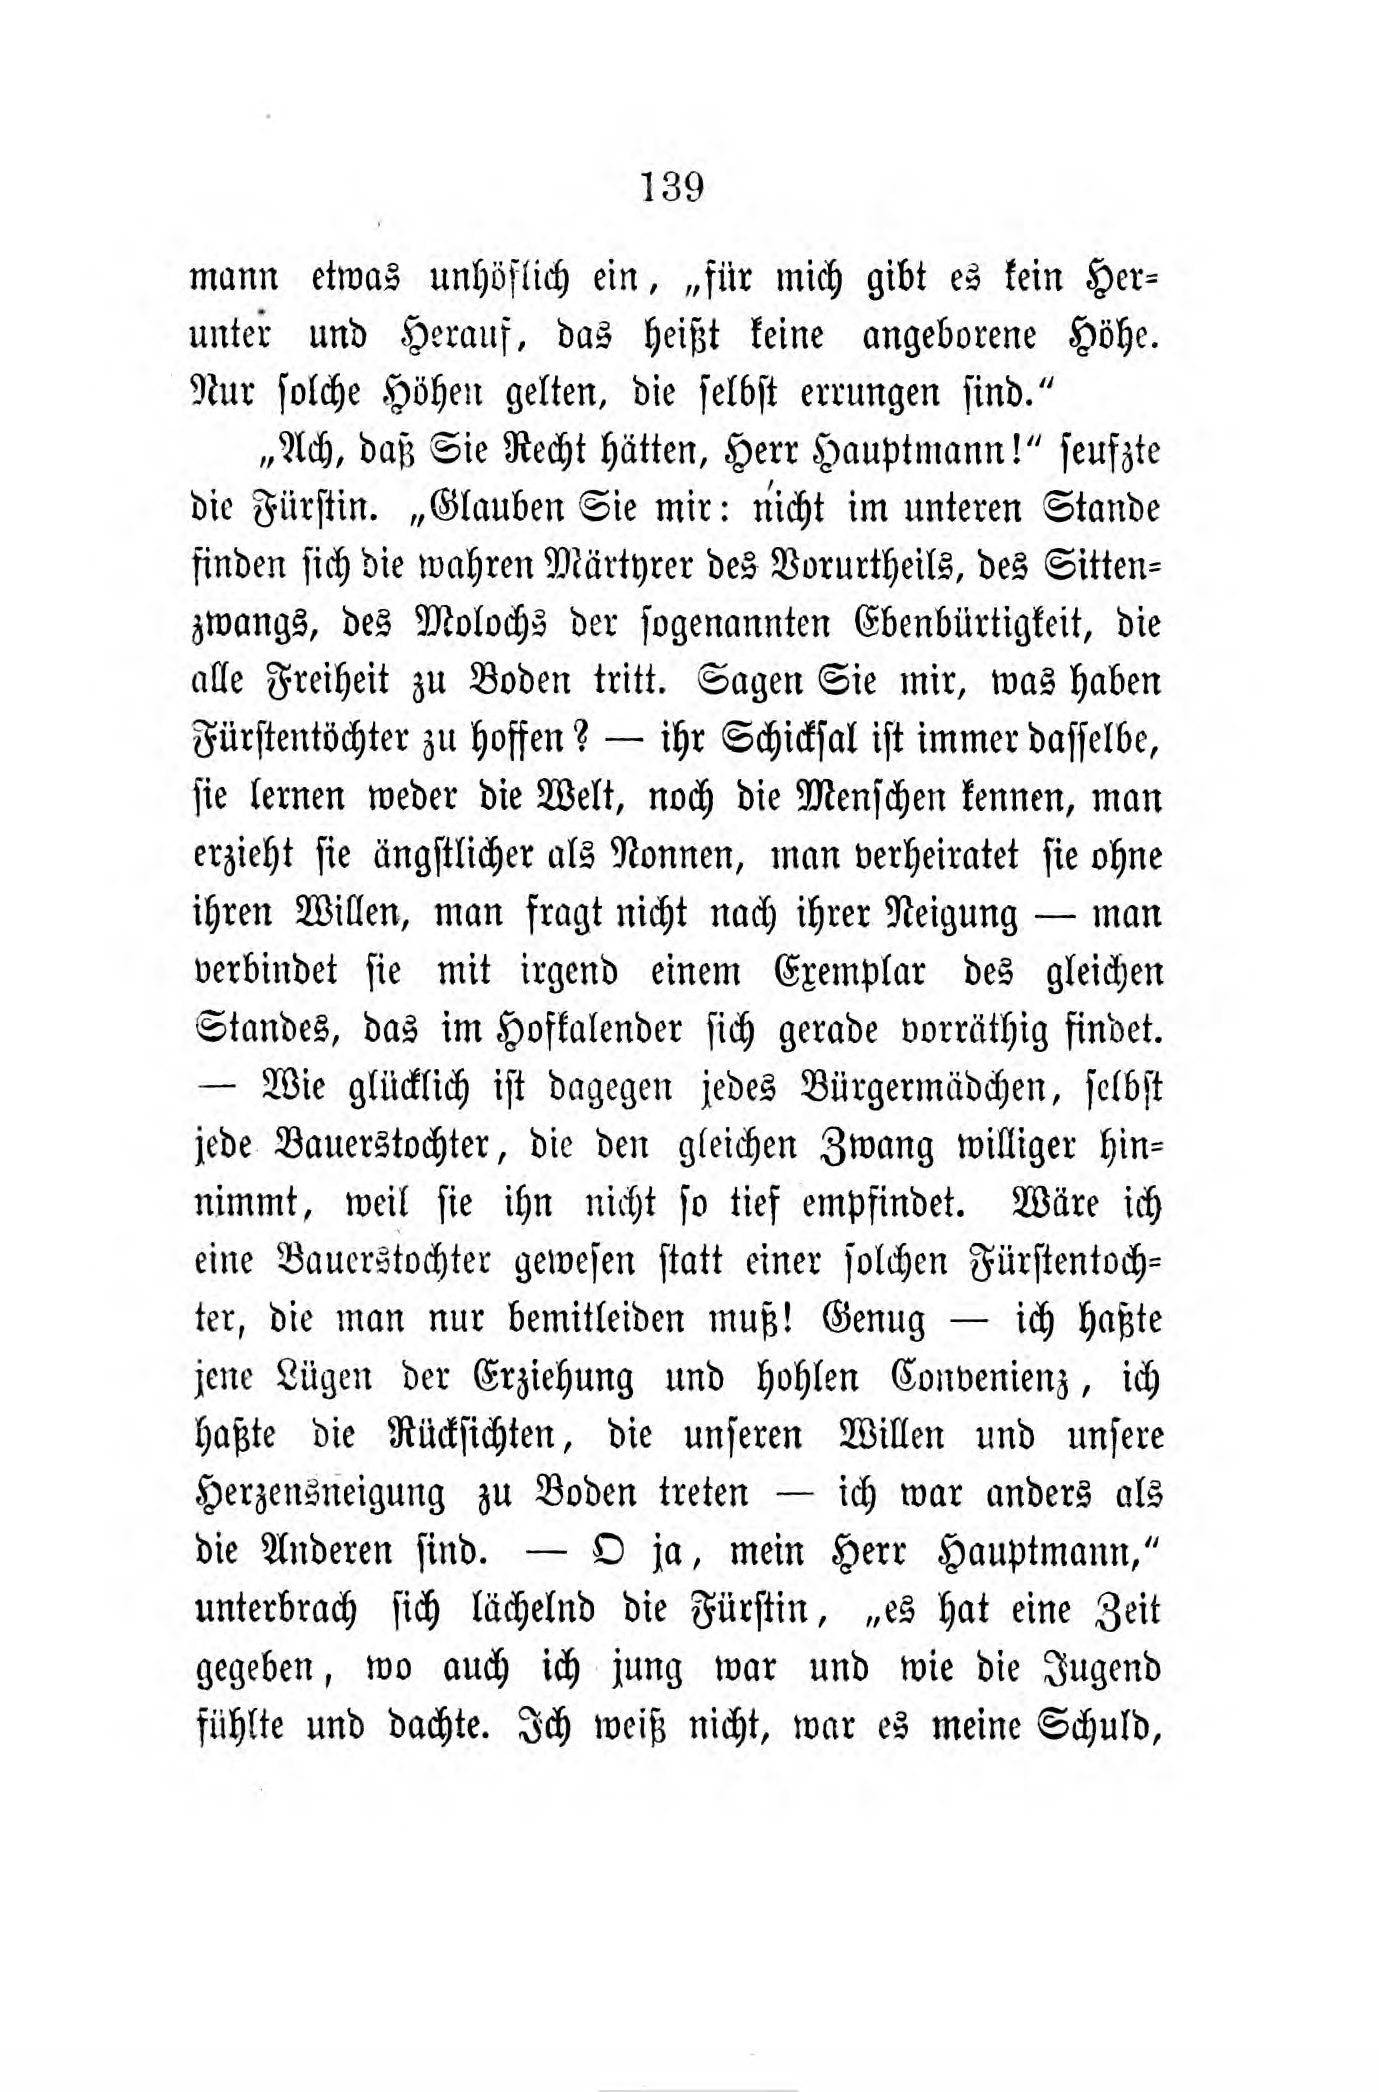 139
mann etwas unhöflich ein, „für mich gibt es kein Her=
unter und Herauf, das heißt keine angeborene Höhe.
Nur solche Höhen gelten, die selbst errungen sind.“
„Ach, daß Sie Recht hätten, Herr Hauptmann!“ seufzte
die Fürstin. „Glauben Sie mir: nicht im unteren Stande
finden sich die wahren Märtyrer des Vorurtheils, des Sitten=
zwangs, des Molochs der sogenannten Ebenbürtigkeit, die
alle Freiheit zu Boden tritt. Sagen Sie mir, was haben
Fürstentöchter zu hoffen? — ihr Schicksal ist immer dasselbe,
sie lernen weder die Welt, noch die Menschen kennen, man
erzieht sie ängstlicher als Nonnen, man verheiratet sie ohne
ihren Willen, man fragt nicht nach ihrer Neigung — man
verbindet sie mit irgend einem Exemplar des gleichen
Standes, das im Hofkalender sich gerade vorräthig findet.
— Wie glücklich ist dagegen jedes Bürgermädchen, selbst
jede Bauerstochter, die den gleichen Zwang williger hin=
nimmt, weil sie ihn nicht so tief empfindet. Wäre ich
eine Bauerstochter gewesen statt einer solchen Fürstentoch=
ter, die man nur bemitleiden muß! Genug — ich haßte
jene Lügen der Erziehung und hohlen Convenienz, ich
haßte die Rücksichten, die unseren Willen und unsere
Herzensneigung zu Boden treten — ich war anders als
die Anderen sind. — O ja, mein Herr Hauptmann,“
unterbrach sich lächelnd die Fürstin, „es hat eine Zeit
gegeben, wo auch ich jung war und wie die Jugend
fühlte und dachte. Ich weiß nicht, war es meine Schuld,